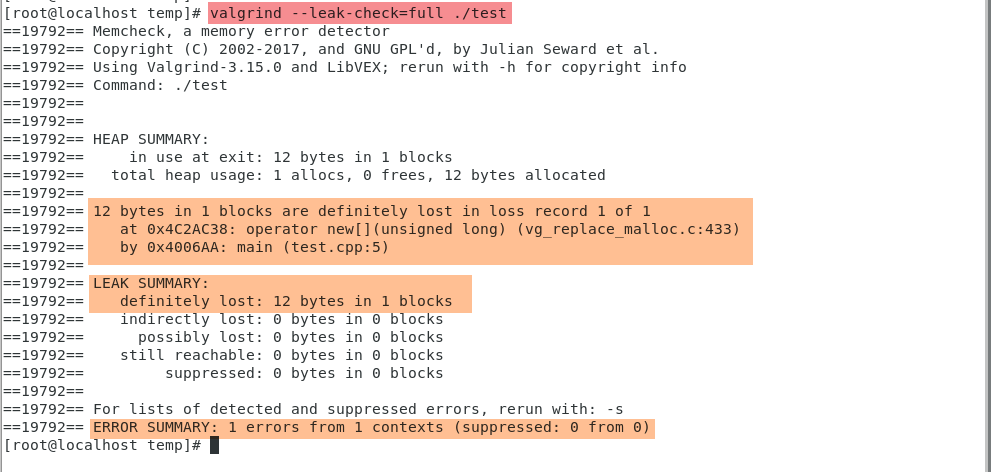 [root@localhost temp]# valgrind --leak-check=full ./test
==19792== Memcheck, a memory error detector
==19792== Copyright (C) 2002-2017, and GNU GPL'd, by Julian Seward et al.
==19792== Using Valgrind-3.15.0 and LibVEX; rerun with -h for copyright info
==19792== Command: ./test
==19792==
==19792==
==19792== HEAP SUMMARY:
==19792==     in use at exit: 12 bytes in 1 blocks
==19792==   total heap usage: 1 allocs, 0 frees, 12 bytes allocated
==19792==
==19792== 12 bytes in 1 blocks are definitely lost in loss record 1 of 1
==19792==    at 0x4C2AC38: operator new[](unsigned long) (vg_replace_malloc.c:433)
==19792==    by 0x4006AA: main (test.cpp:5)
==19792==
==19792== LEAK SUMMARY:
==19792==    definitely lost: 12 bytes in 1 blocks
==19792==    indirectly lost: 0 bytes in 0 blocks
==19792==      possibly lost: 0 bytes in 0 blocks
==19792==    still reachable: 0 bytes in 0 blocks
==19792==         suppressed: 0 bytes in 0 blocks
==19792==
==19792== For lists of detected and suppressed errors, rerun with: -s
==19792== ERROR SUMMARY: 1 errors from 1 contexts (suppressed: 0 from 0)
[root@localhost temp]#